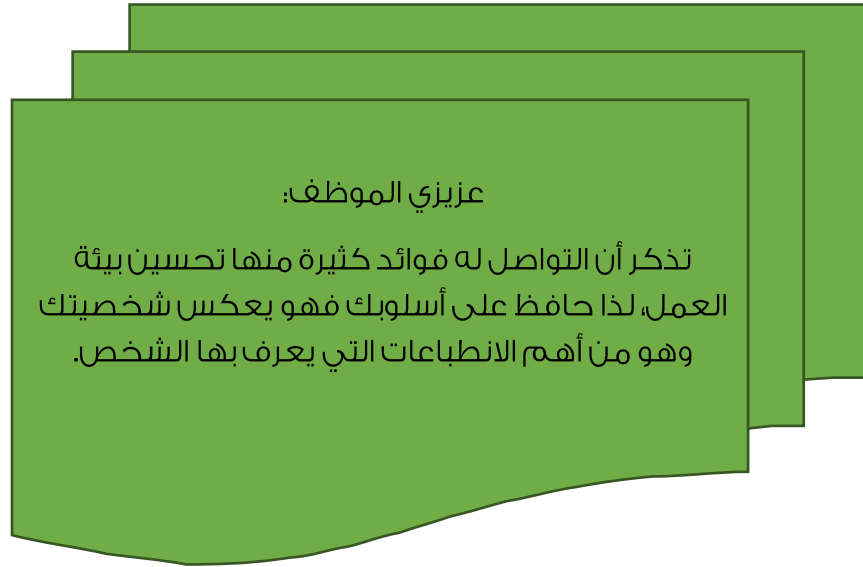 عزيزي الموظف:
تذكر أن التواصل له فوائد كثيرة منها تحسين بيئة
العمل، لذا حافظ على أسلوبك فهو يعكس شخصيتك
وهو من أهم الانطباعات التي يعرف بها الشخص.